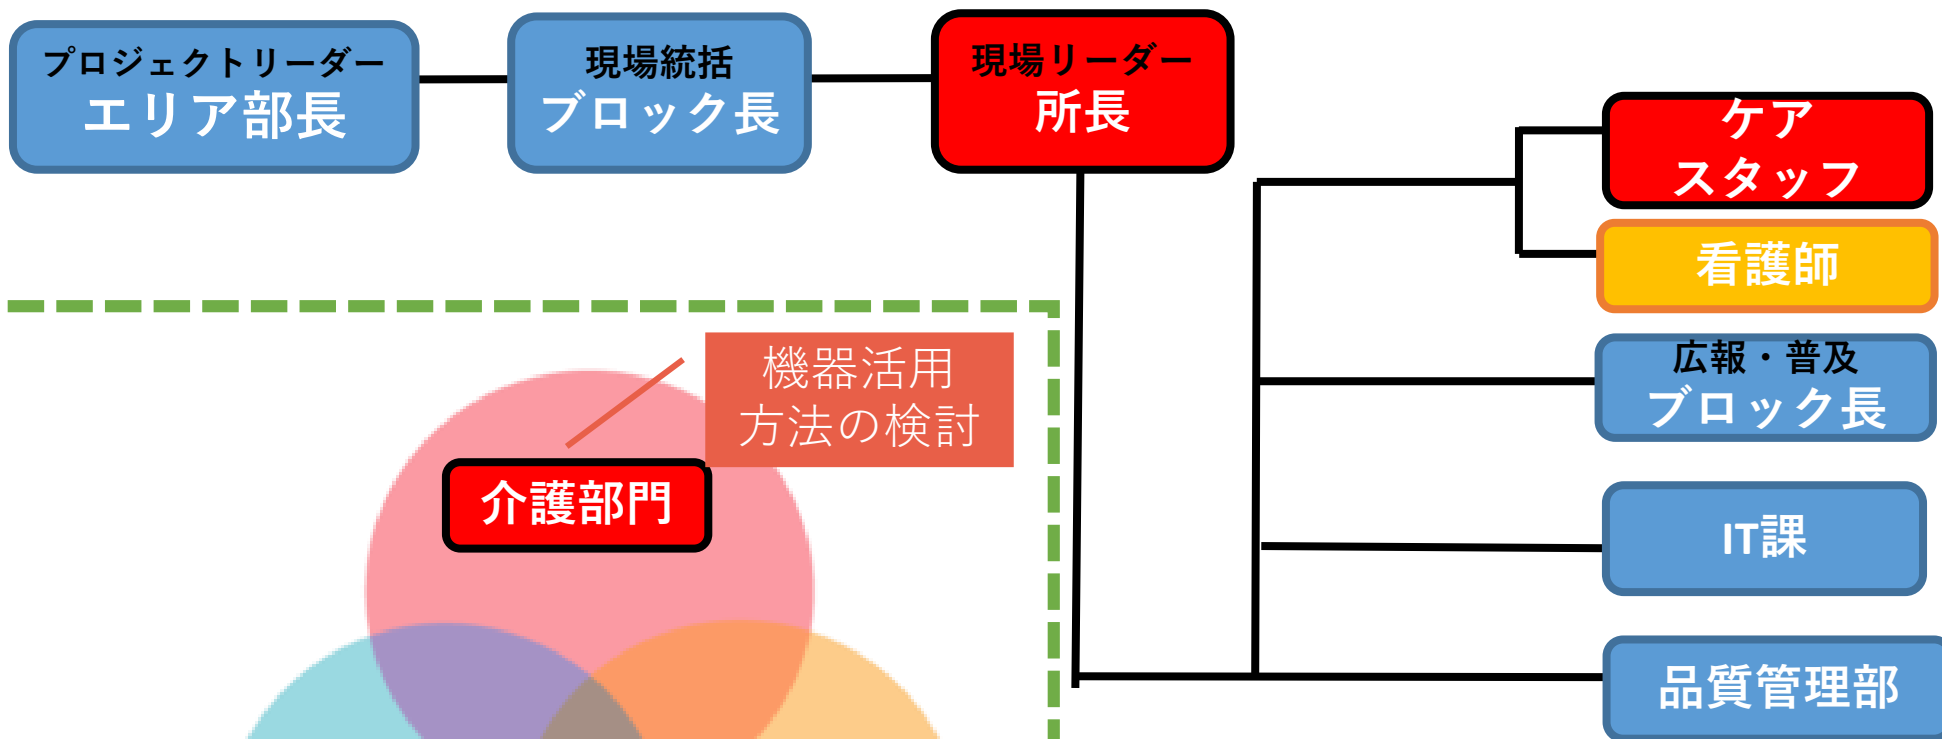 プロジェクトリーダー
エリア部長
現場統括
ブロック長
現場リーダー
所長
ケア
スタッフ
看護師
広報・普及
ブロック長
IT課
品質管理部
機器活用
方法の検討
介護部門